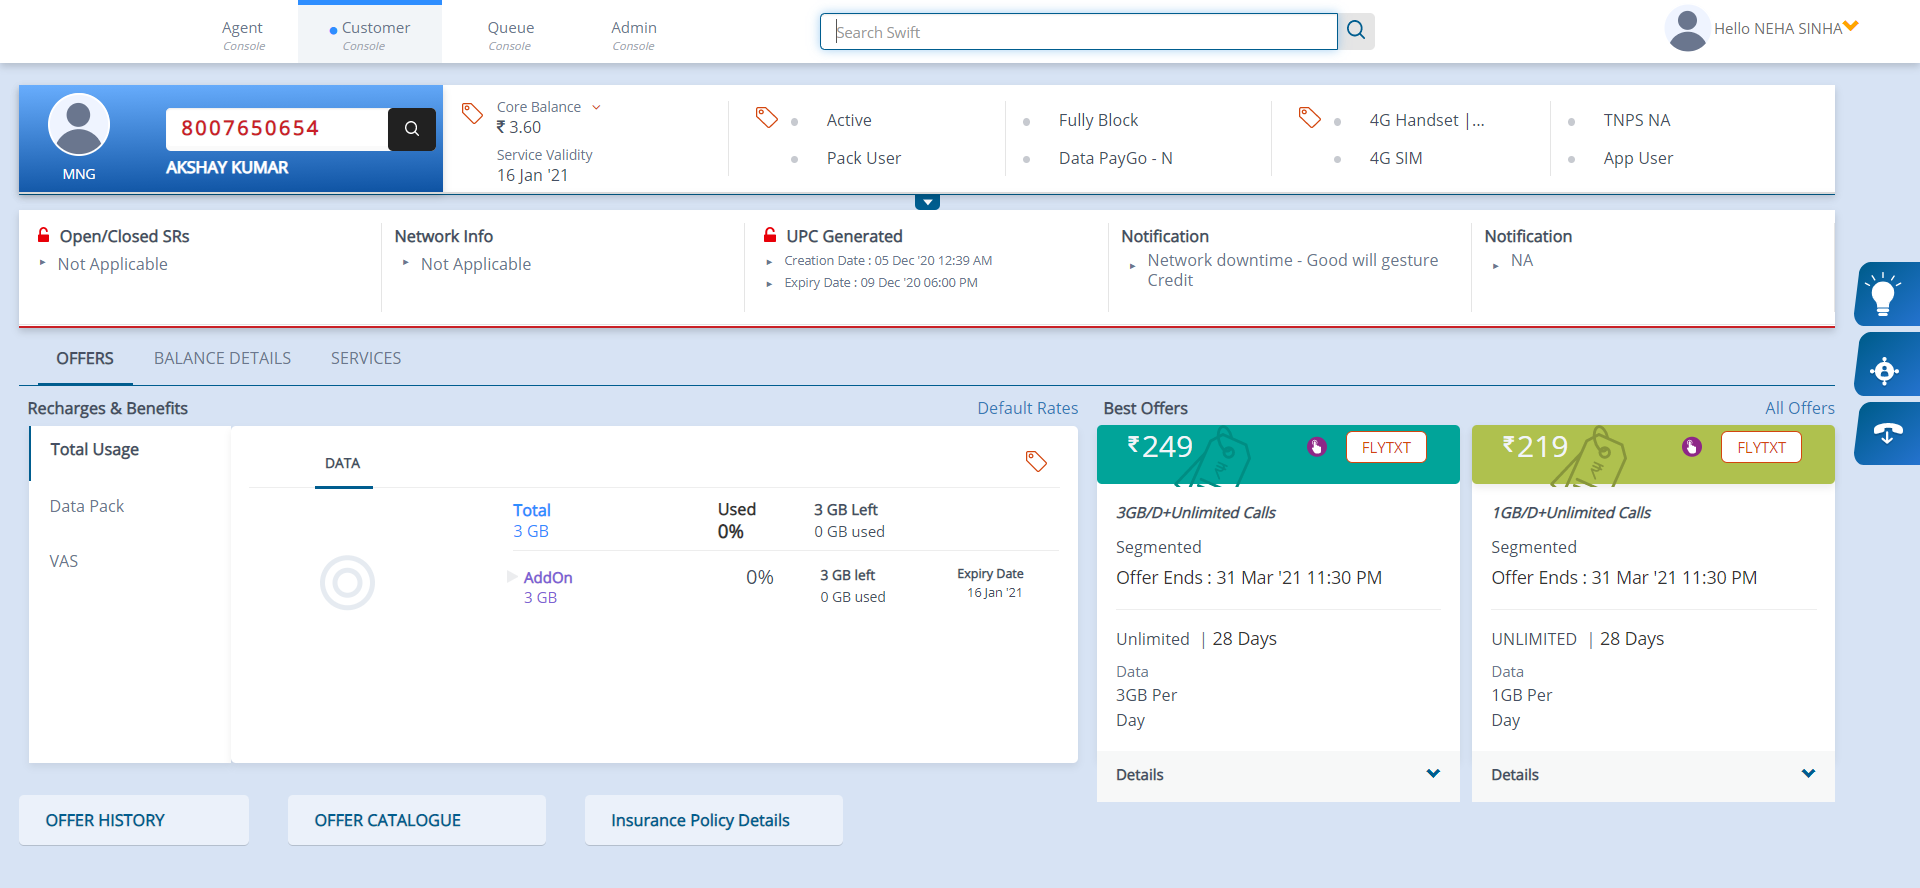 Agent
Console
Customer
Console
Queue
Console
Admin
Console
Search Swift
Hello NEHA SINHA
MNG
8007650654
AKSHAY KUMAR
Core Balance
₹ 3.60
Service Validity
16 Jan '21
Active
Pack User
Fully Block
Data PayGo - N
4G Handset |...
4G SIM
TNPS NA
App User
Open/Closed SRs
Not Applicable
Network Info
Not Applicable
UPC Generated
Creation Date : 05 Dec '20 12:39 AM
Expiry Date : 09 Dec '20 06:00 PM
Notification
Network downtime - Good will gesture
Credit
Notification
NA
OFFERS
BALANCE DETAILS
SERVICES
Recharges & Benefits
Default Rates
Total Usage
Data Pack
VAS
DATA
Total
3 GB
Used
0%
3 GB Left
0 GB used
AddOn
3 GB
0%
3 GB left
0 GB used
Expiry Date
16 Jan '21
Best Offers
All Offers
₹249
FLYTXT
3GB/D+Unlimited Calls
Segmented
Offer Ends : 31 Mar '21 11:30 PM
Unlimited | 28 Days
Data
3GB Per
Day
Details
₹219
FLYTXT
1GB/D+Unlimited Calls
Segmented
Offer Ends : 31 Mar '21 11:30 PM
UNLIMITED | 28 Days
Data
1GB Per
Day
Details
OFFER HISTORY
OFFER CATALOGUE
Insurance Policy Details